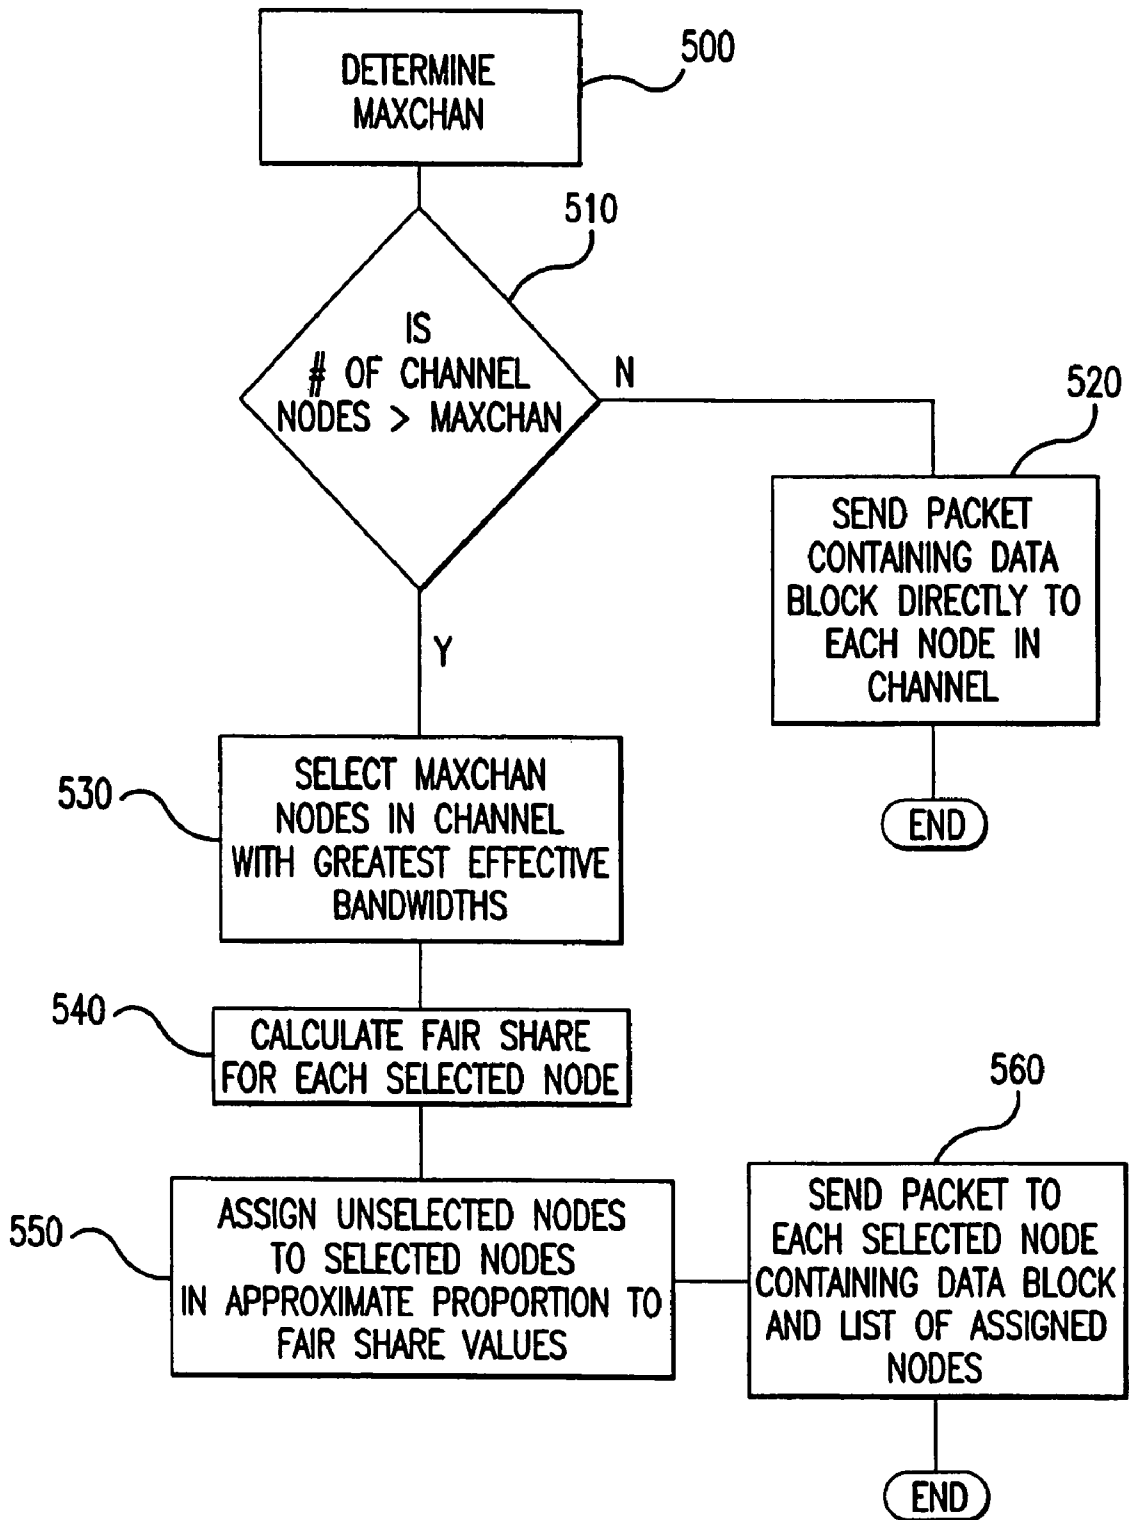 DETERMINE
MAXCHAN
500
510
IS
# OF CHANNEL
NODES > MAXCHAN
N
520
SEND PACKET
CONTAINING DATA
BLOCK DIRECTLY TO
EACH NODE IN
CHANNEL
END
Y
530
SELECT MAXCHAN
NODES IN CHANNEL
WITH GREATEST EFFECTIVE
BANDWIDTHS
540
CALCULATE FAIR SHARE
FOR EACH SELECTED NODE
550
ASSIGN UNSELECTED NODES
TO SELECTED NODES
IN APPROXIMATE PROPORTION TO
FAIR SHARE VALUES
560
SEND PACKET TO
EACH SELECTED NODE
CONTAINING DATA BLOCK
AND LIST OF ASSIGNED
NODES
END